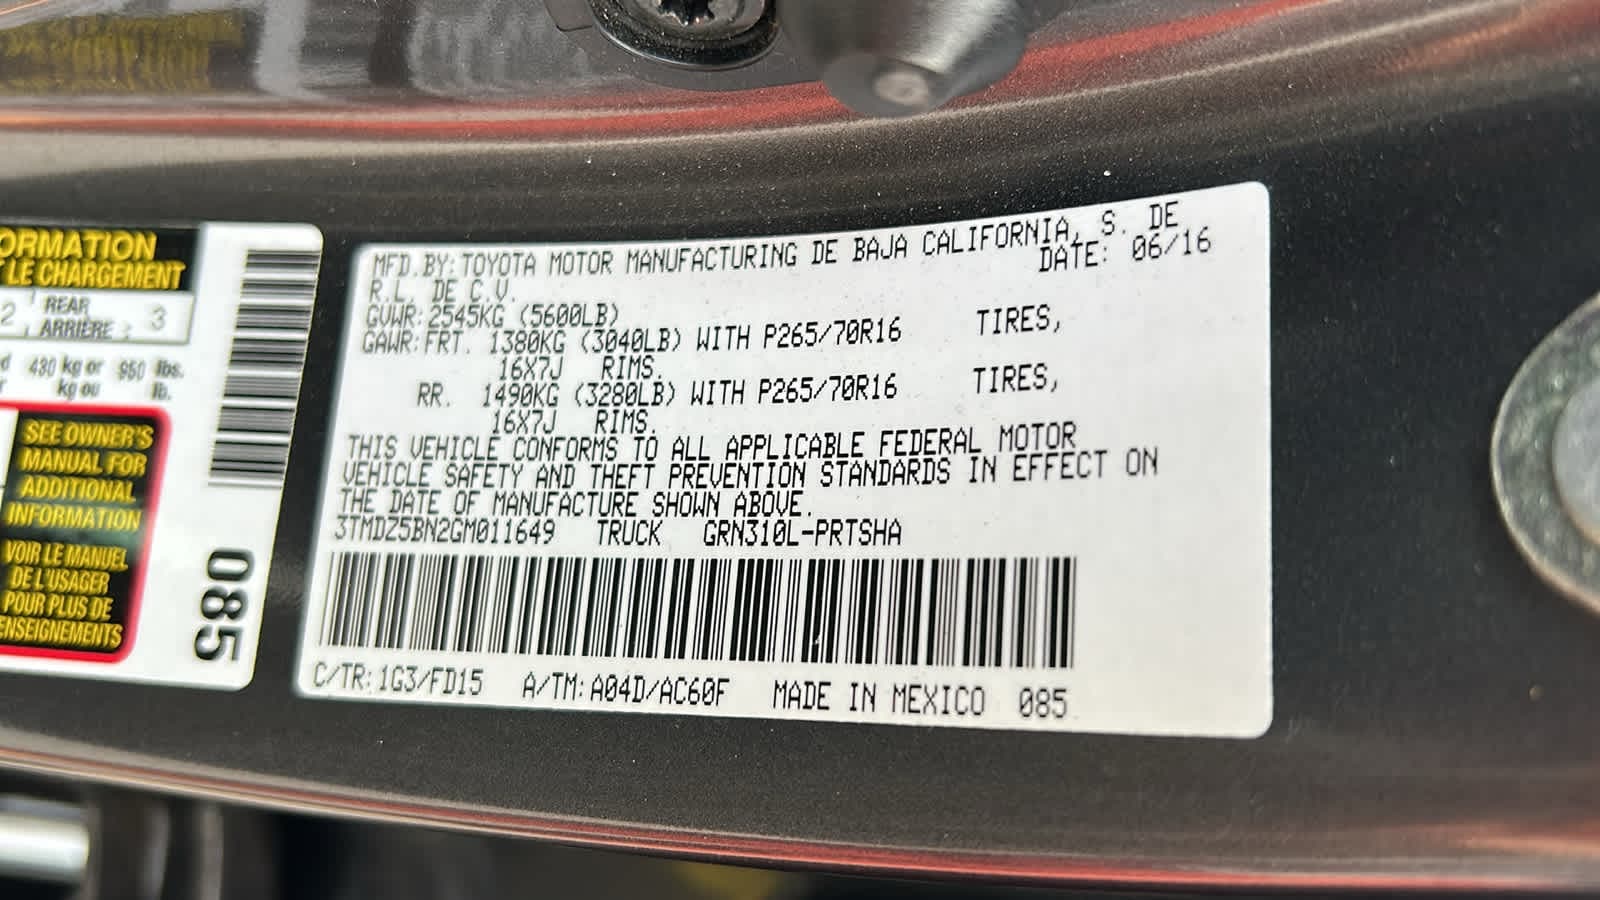 ORMATION
LE CHARGEMENT
2 REAR ARRIÈRE : 3
430 kg or 950 lbs.
kg ou lb.
SEE OWNER'S
MANUAL FOR
ADDITIONAL
INFORMATION
VOIR LE MANUEL
DE L'USAGER
POUR PLUS DE
ENSEIGNEMENTS
085
MFD.BY:TOYOTA MOTOR MANUFACTURING DE BAJA CALIFORNIA, S. DE
R.L. DE C.V. DATE: 06/16
GVWR:2545KG (5600LB)
GAWR:FRT. 1380KG (3040LB) WITH P265/70R16 TIRES,
16X7J RIMS.
RR. 1490KG (3280LB) WITH P265/70R16 TIRES,
16X7J RIMS.
THIS VEHICLE CONFORMS TO ALL APPLICABLE FEDERAL MOTOR
VEHICLE SAFETY AND THEFT PREVENTION STANDARDS IN EFFECT ON
THE DATE OF MANUFACTURE SHOWN ABOVE.
3TMDZ5BN2GM011649 TRUCK GRN310L-PRTSHA
C/TR:1G3/FD15 A/TM:A04D/AC60F MADE IN MEXICO 085